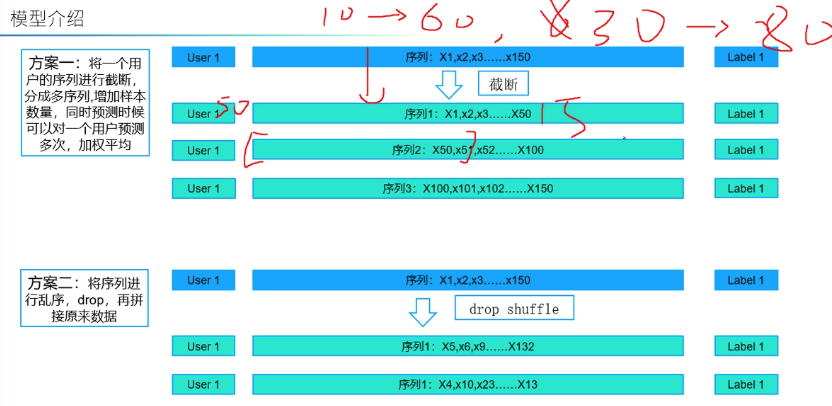 模型介绍
10→60, 30→80
方案一：将一个用户的序列进行截断，分成多序列,增加样本数量，同时预测时候可以对一个用户预测多次，加权平均
User 1
序列：X1,x2,x3……x150
Label 1
截断
User 1
50
序列1：X1,x2,x3……X50
15
Label 1
User 1
序列2：X50,x51,x52……X100
Label 1
User 1
序列3：X100,x101,x102……X150
Label 1
方案二：将序列进行乱序，drop，再拼接原来数据
User 1
序列：X1,x2,x3……x150
Label 1
drop shuffle
User 1
序列1：X5,x6,x9……X132
Label 1
User 1
序列1：X4,x10,x23……X13
Label 1